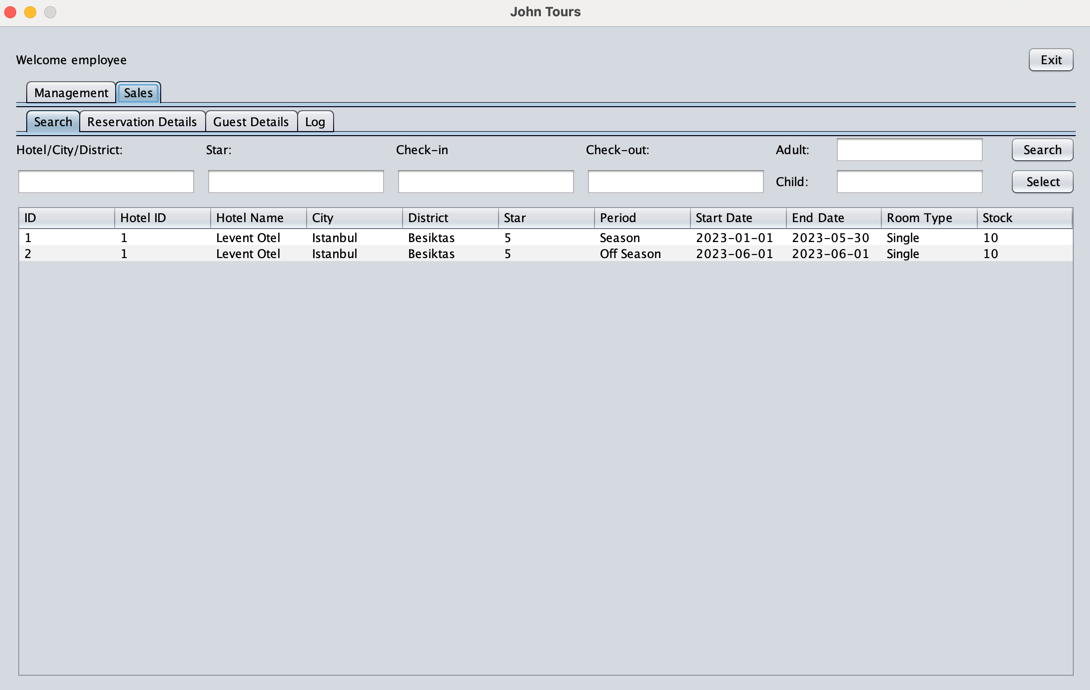 John Tours
Welcome employee Exit
Management Sales
Search Reservation Details Guest Details Log
Hotel/City/District: Star: Check-in Check-out: Adult: Search
Child: Select
ID Hotel ID Hotel Name City District Star Period Start Date End Date Room Type Stock
1 1 Levent Otel Istanbul Besiktas 5 Season 2023-01-01 2023-05-30 Single 10
2 1 Levent Otel Istanbul Besiktas 5 Off Season 2023-06-01 2023-06-01 Single 10